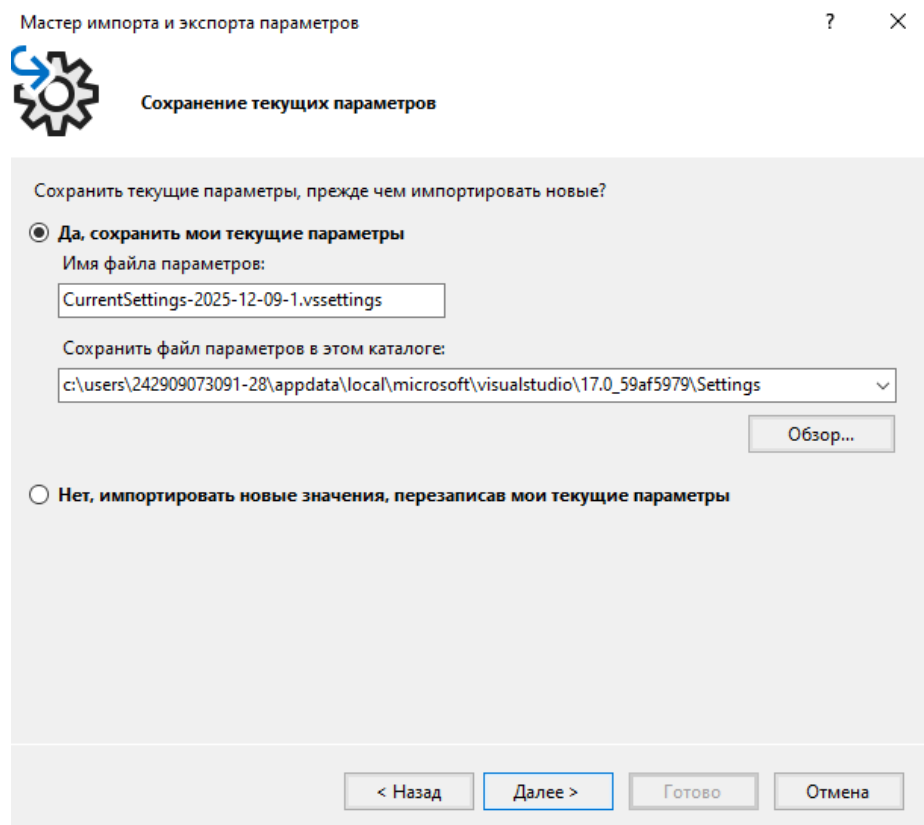 Мастер импорта и экспорта параметров
?
Сохранение текущих параметров
Сохранить текущие параметры, прежде чем импортировать новые?
Да, сохранить мои текущие параметры
Имя файла параметров:
CurrentSettings-2025-12-09-1.vssettings
Сохранить файл параметров в этом каталоге:
c:\users\242909073091-28\appdata\local\microsoft\visualstudio\17.0_59af5979\Settings
Обзор...
Нет, импортировать новые значения, перезаписав мои текущие параметры
< Назад Далее > Готово Отмена